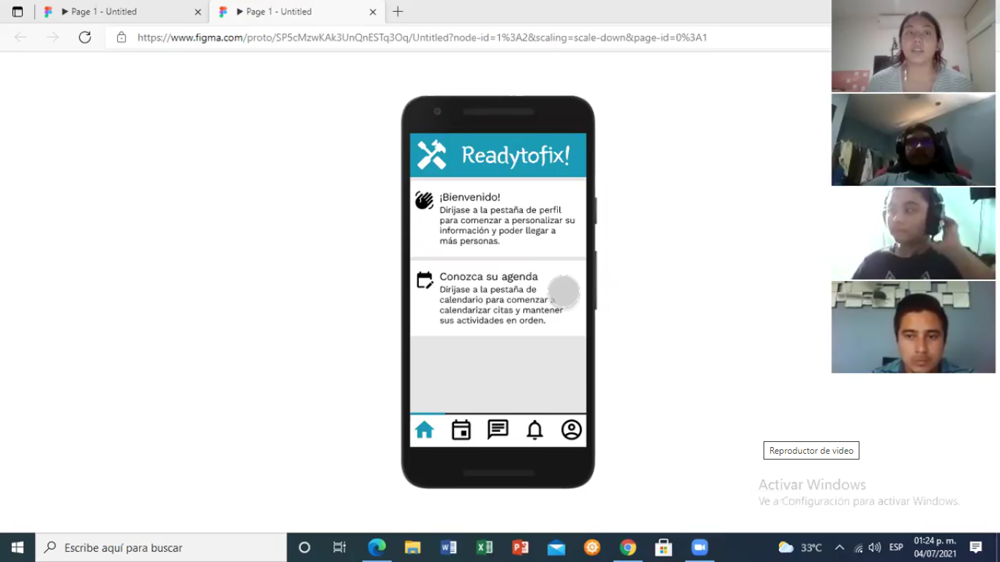 Page 1 - Untitled
Page 1 - Untitled
https://www.figma.com/proto/SP5cMzwKAk3UnQnESTq3Oq/Untitled?node-id=1%3A2&scaling=scale-down&page-id=0%3A1
Readytofix!
¡Bienvenido!
Dirijase a la pestaña de perfil
para comenzar a personalizar su
información y poder llegar a
más personas.
Conozca su agenda
Dirijase a la pestaña de
calendario para comenzar a
calendarizar citas y mantener
sus actividades en orden.
Reproductor de video
Activar Windows
Ve a Configuración para activar Windows.
Escribe aquí para buscar
33°C
ESP
01:24 p. m.
04/07/2021